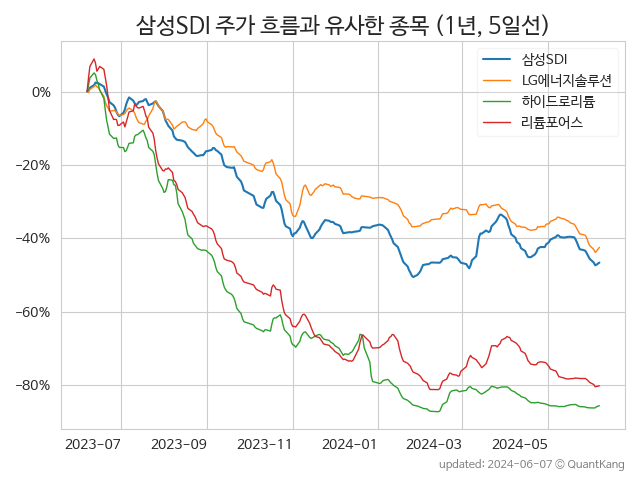 삼성SDI 주가 흐름과 유사한 종목 (1년, 5일선)
삼성SDI
LG에너지솔루션
하이드로리튬
리튬포어스
0%
−20%
−40%
−60%
−80%
2023-07 2023-09 2023-11 2024-01 2024-03 2024-05
updated: 2024-06-07 © QuantKang